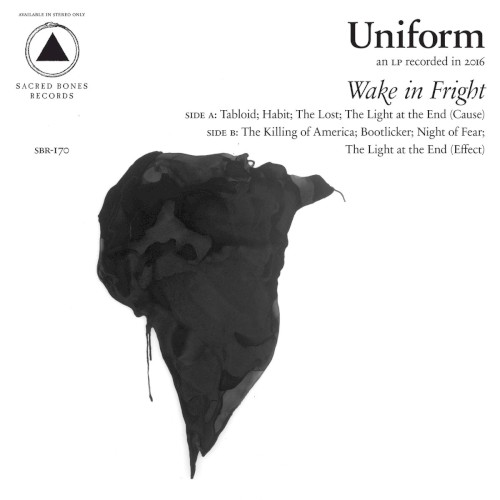 AVAILABLE IN STEREO ONLY
SACRED BONES
RECORDS
Uniform
an LP recorded in 2016
Wake in Fright
SIDE A: Tabloid; Habit; The Lost; The Light at the End (Cause)
SIDE B: The Killing of America; Bootlicker; Night of Fear;
The Light at the End (Effect)
SBR-170